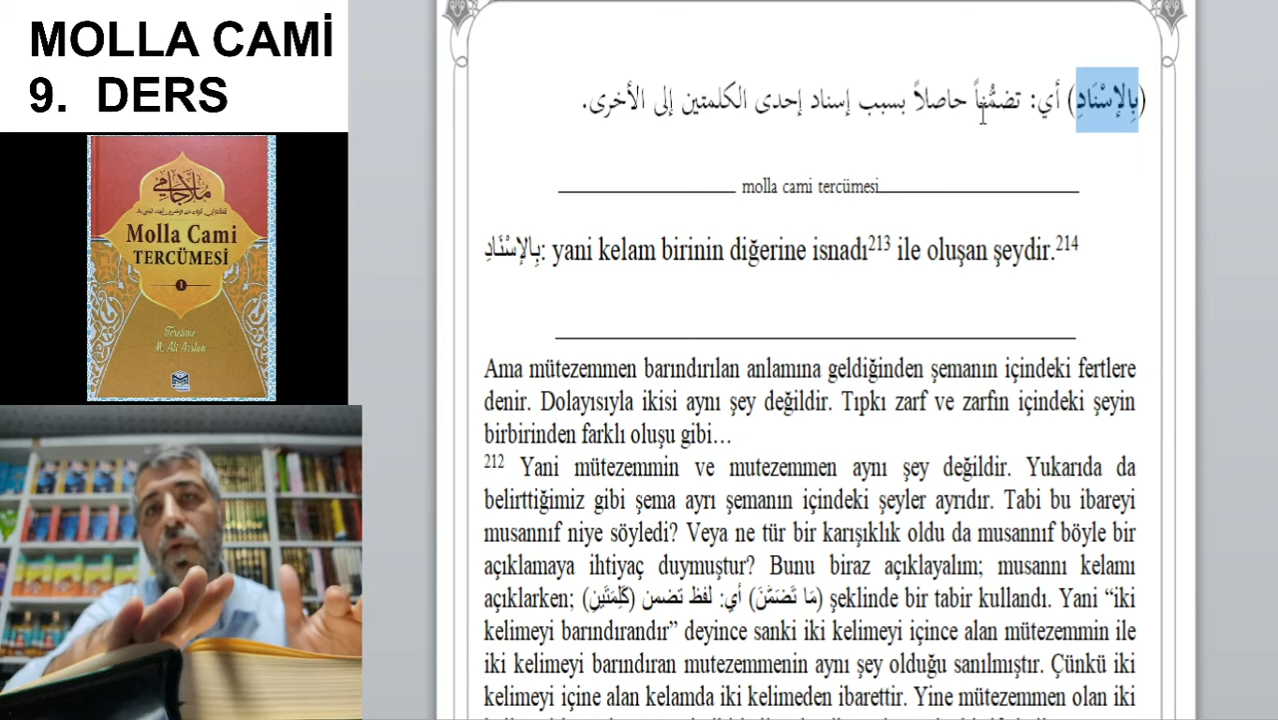 MOLLA CAMİ
9. DERS
Molla Cami
TERCÜMESİ
1
Tercüme
M. Ali Arslan
(بِالإِسْنَادِ) أي: تضمُّناً حاصلاً بسبب إسناد إحدى الكلمتين إلى الأخرى.
molla cami tercümesi
بِالإِسْنَادِ: yani kelam birinin diğerine isnadı213 ile oluşan şeydir.214
Ama mütezemmen barındırılan anlamına geldiğinden şemanın içindeki fertlere
denir. Dolayısıyla ikisi aynı şey değildir. Tıpkı zarf ve zarfın içindeki şeyin
birbirinden farklı oluşu gibi…
212 Yani mütezemmin ve mutezemmen aynı şey değildir. Yukarıda da
belirttiğimiz gibi şema ayrı şemanın içindeki şeyler ayrıdır. Tabi bu ibareyi
musannıf niye söyledi? Veya ne tür bir karışıklık oldu da musannıf böyle bir
açıklamaya ihtiyaç duymuştur? Bunu biraz açıklayalım; musannı kelamı
açıklarken; (مَا تَضَمَّنَ) أي: لفظ تضمن (كَلِمَتَيْنِ) şeklinde bir tabir kullandı. Yani “iki
kelimeyi barındırandır” deyince sanki iki kelimeyi içince alan mütezemmin ile
iki kelimeyi barındıran mutezemmenin aynı şey olduğu sanılmıştır. Çünkü iki
kelimeyi içine alan kelamda iki kelimeden ibarettir. Yine mütezemmen olan iki